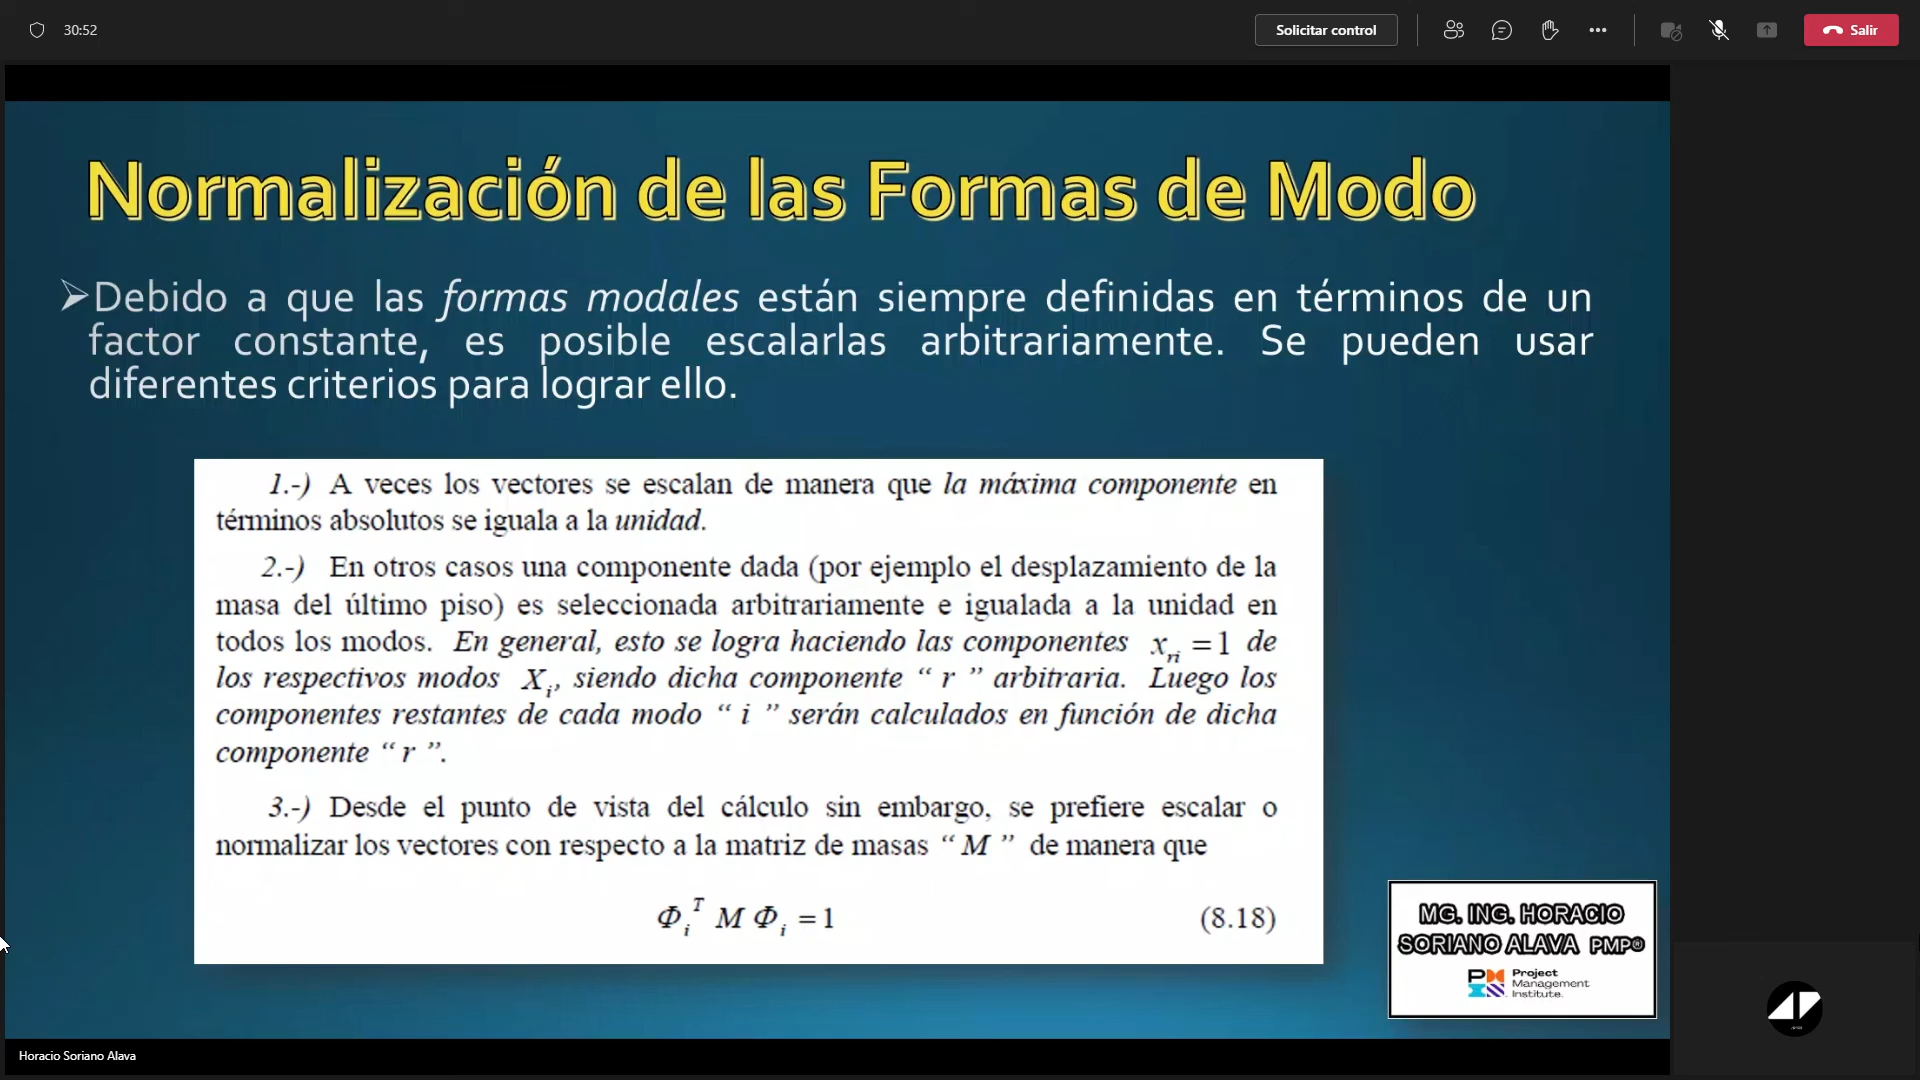 30:52
Solicitar control
Salir
Normalización de las Formas de Modo
➢Debido a que las formas modales están siempre definidas en términos de un
factor constante, es posible escalarlas arbitrariamente. Se pueden usar
diferentes criterios para lograr ello.
1.-) A veces los vectores se escalan de manera que la máxima componente en
términos absolutos se iguala a la unidad.
2.-) En otros casos una componente dada (por ejemplo el desplazamiento de la
masa del último piso) es seleccionada arbitrariamente e igualada a la unidad en
todos los modos. En general, esto se logra haciendo las componentes x_ri = 1 de
los respectivos modos X_i, siendo dicha componente “ r ” arbitraria. Luego los
componentes restantes de cada modo “ i ” serán calculados en función de dicha
componente “ r ”.
3.-) Desde el punto de vista del cálculo sin embargo, se prefiere escalar o
normalizar los vectores con respecto a la matriz de masas “ M ” de manera que
Φ_i^T M Φ_i = 1 (8.18)
MG. ING. HORACIO
SORIANO ALAVA PMP®
Project
Management
Institute.
Horacio Soriano Alava